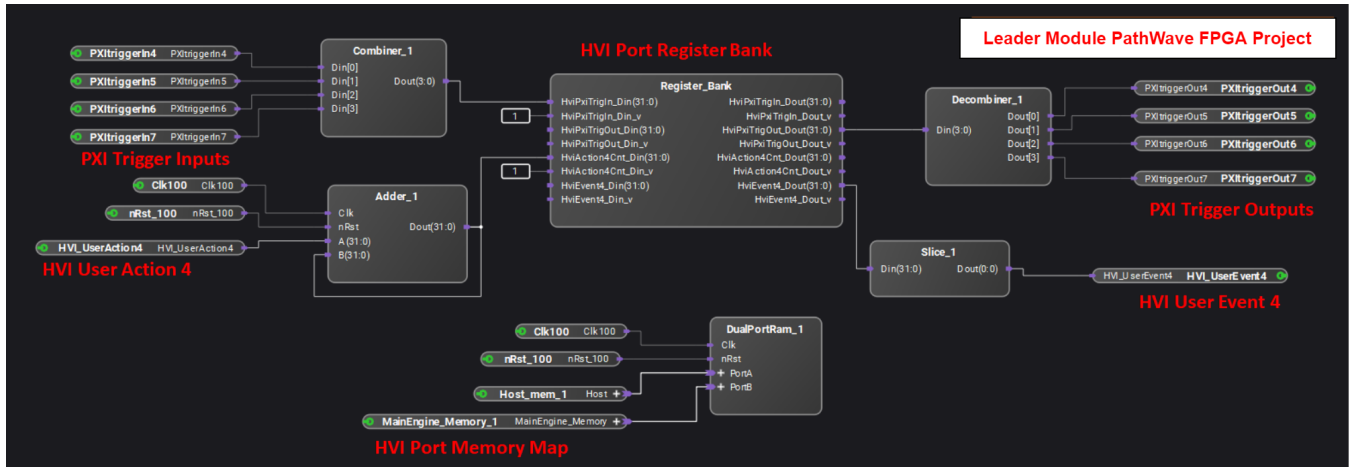 Leader Module PathWave FPGA Project
HVI Port Register Bank
PXItriggerIn4 PXItriggerIn4
PXItriggerIn5 PXItriggerIn5
PXItriggerIn6 PXItriggerIn6
PXItriggerIn7 PXItriggerIn7
PXI Trigger Inputs
Combiner_1
Din[0]
Din[1] Dout(3:0)
Din[2]
Din[3]
Clk100 Clk100
nRst_100 nRst_100
HVI_UserAction4 HVI_UserAction4
HVI User Action 4
Adder_1
Clk
nRst Dout(31:0)
A(31:0)
B(31:0)
1
1
Register_Bank
HviPxiTrigIn_Din(31:0) HviPxiTrigIn_Dout(31:0)
HviPxiTrigIn_Din_v HviPxiTrigIn_Dout_v
HviPxiTrigOut_Din(31:0) HviPxiTrigOut_Dout(31:0)
HviPxiTrigOut_Din_v HviPxiTrigOut_Dout_v
HviAction4Cnt_Din(31:0) HviAction4Cnt_Dout(31:0)
HviAction4Cnt_Din_v HviAction4Cnt_Dout_v
HviEvent4_Din(31:0) HviEvent4_Dout(31:0)
HviEvent4_Din_v HviEvent4_Dout_v
Decombiner_1
Dout[0]
Din(3:0) Dout[1]
Dout[2]
Dout[3]
PXItriggerOut4 PXItriggerOut4
PXItriggerOut5 PXItriggerOut5
PXItriggerOut6 PXItriggerOut6
PXItriggerOut7 PXItriggerOut7
PXI Trigger Outputs
Slice_1
Din(31:0) Dout(0:0)
HVI_UserEvent4 HVI_UserEvent4
HVI User Event 4
Clk100 Clk100
nRst_100 nRst_100
Host_mem_1 Host +
MainEngine_Memory_1 MainEngine_Memory +
HVI Port Memory Map
DualPortRam_1
Clk
nRst
+ PortA
+ PortB